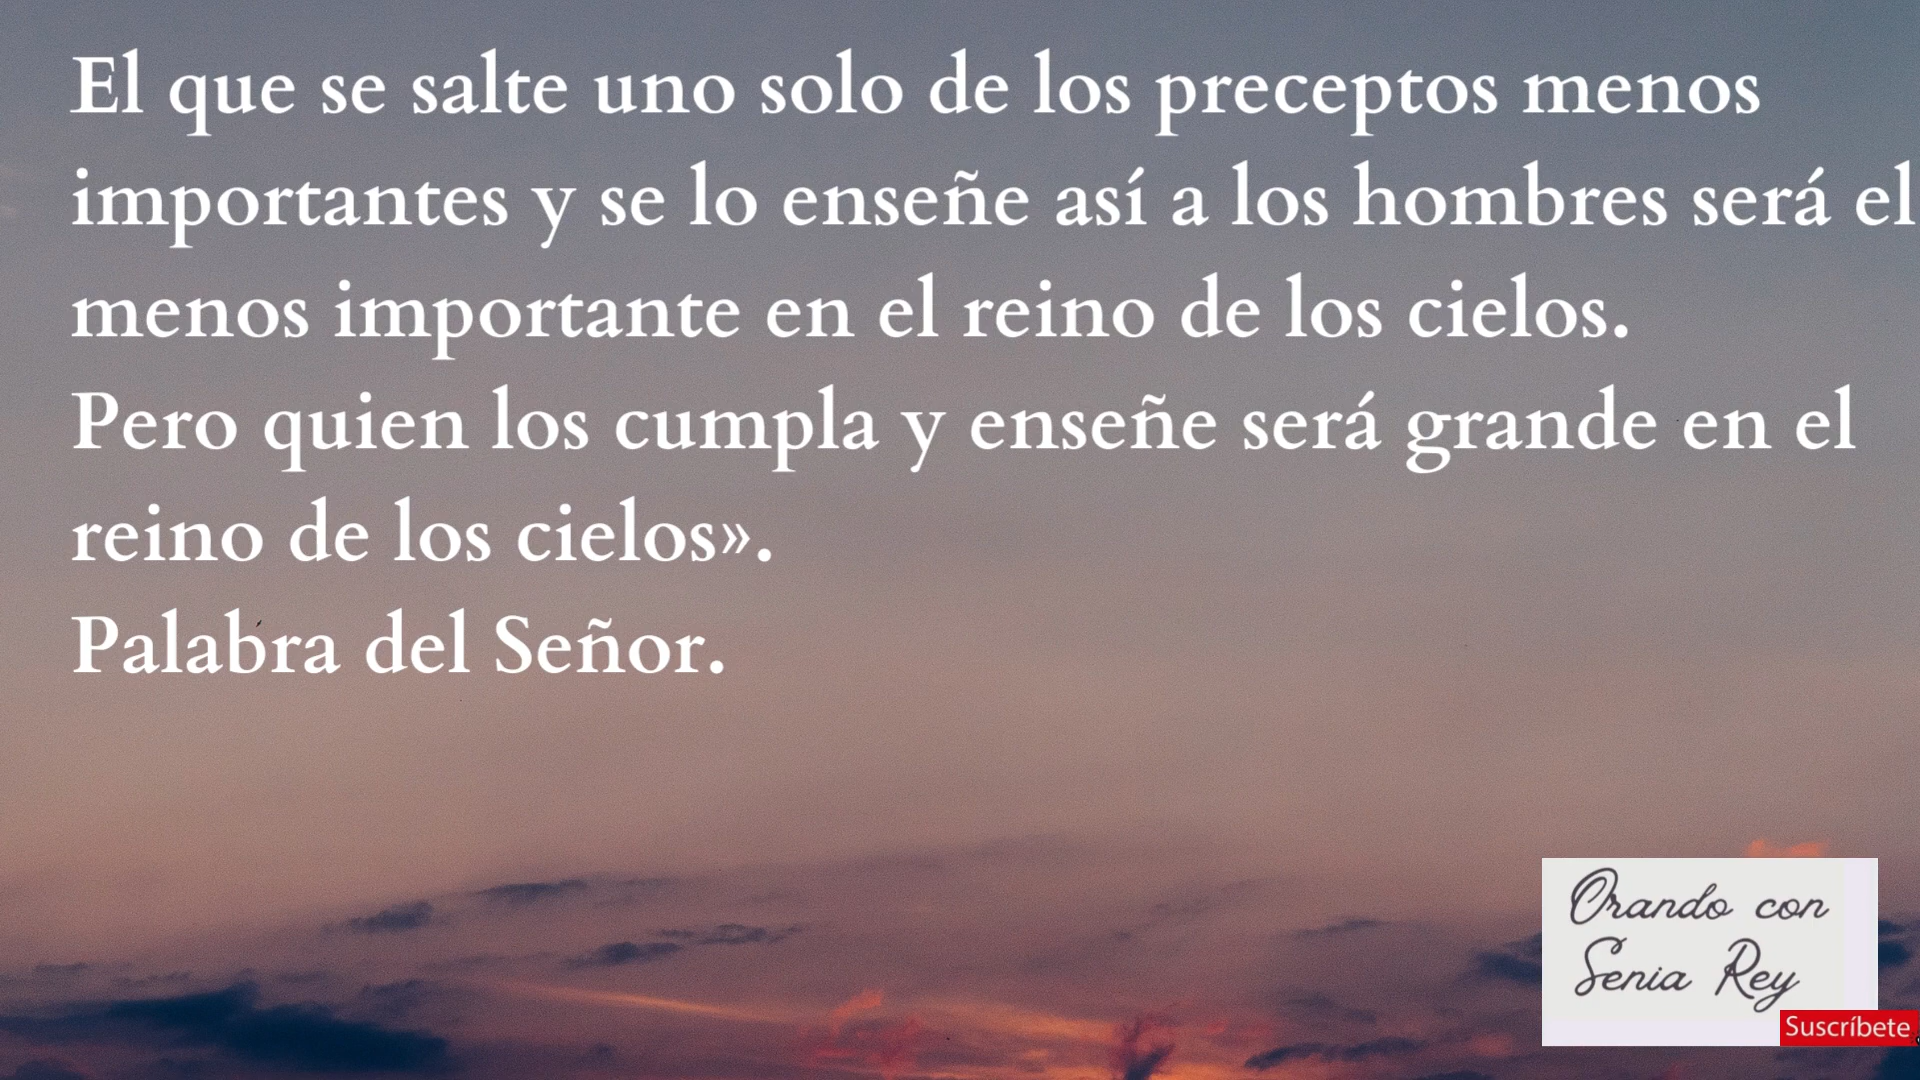 El que se salte uno solo de los preceptos menos
importantes y se lo enseñe así a los hombres será el
menos importante en el reino de los cielos.
Pero quien los cumpla y enseñe será grande en el
reino de los cielos».
Palabra del Señor.
Orando con
Senia Rey
Suscríbete